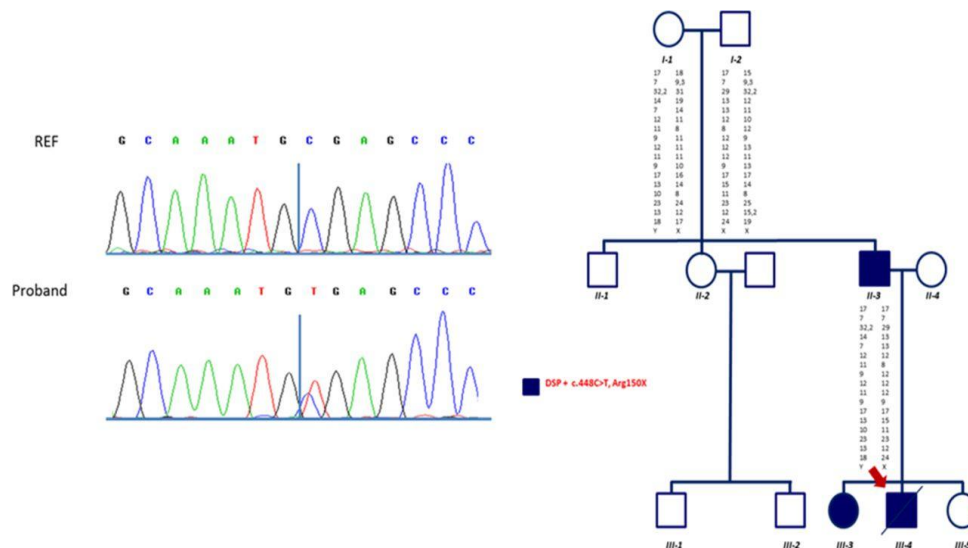 REF
G C A A A T G C G A G C C C
Proband
G C A A A T G T G A G C C C
DSP + c.448C>T, Arg150X
I-1
I-2
17 18 17 15
7 9,3 7 9,3
32,2 31 29 32,2
14 19 13 12
7 14 13 11
12 11 12 10
11 8 8 12
9 11 12 9
12 11 12 13
11 11 12 11
9 10 9 13
17 16 17 17
13 14 15 14
10 8 11 8
23 24 23 25
13 12 12 15,2
18 17 24 19
Y X X X
II-1
II-2
II-3
II-4
17 17
7 7
32,2 29
14 13
7 13
12 12
11 8
9 12
12 12
11 12
9 9
17 17
13 15
10 11
23 23
13 12
18 24
Y X
III-1
III-2
III-3
III-4